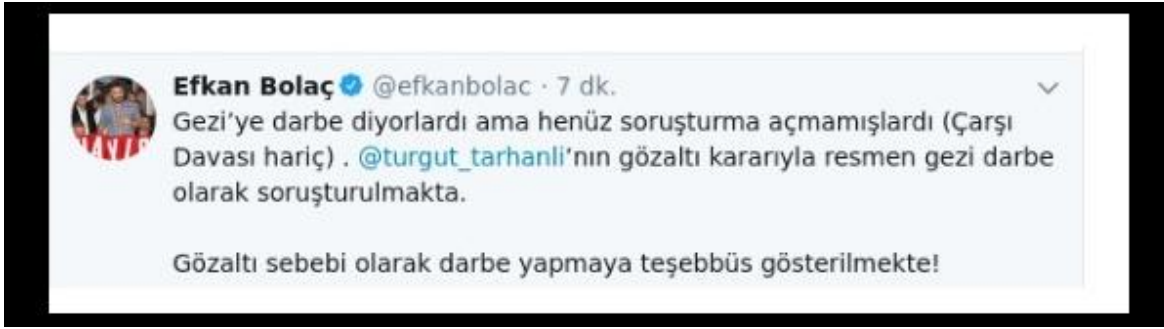 Efkan Bolaç @efkanbolac · 7 dk.
Gezi’ye darbe diyorlardı ama henüz soruşturma açmamışlardı (Çarşı
Davası hariç) . @turgut_tarhanli’nın gözaltı kararıyla resmen gezi darbe
olarak soruşturulmakta.
Gözaltı sebebi olarak darbe yapmaya teşebbüs gösterilmekte!
HAYIR